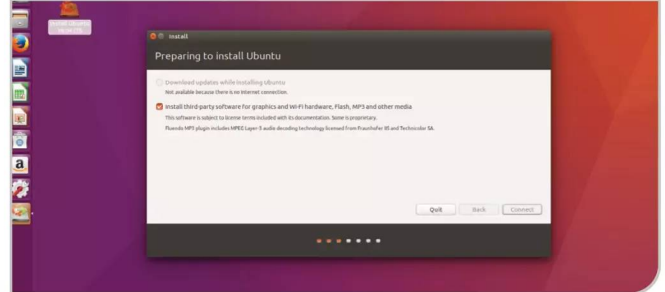 Install
Preparing to install Ubuntu
Download updates while installing Ubuntu
Not available because there is no Internet connection.
Install third-party software for graphics and Wi-Fi hardware, Flash, MP3 and other media
This software is subject to license terms included with its documentation. Some is proprietary.
Fluendo MP3 plugin includes MPEG Layer-3 audio decoding technology licensed from Fraunhofer IIS and Technicolor SA.
Quit
Back
Connect
a